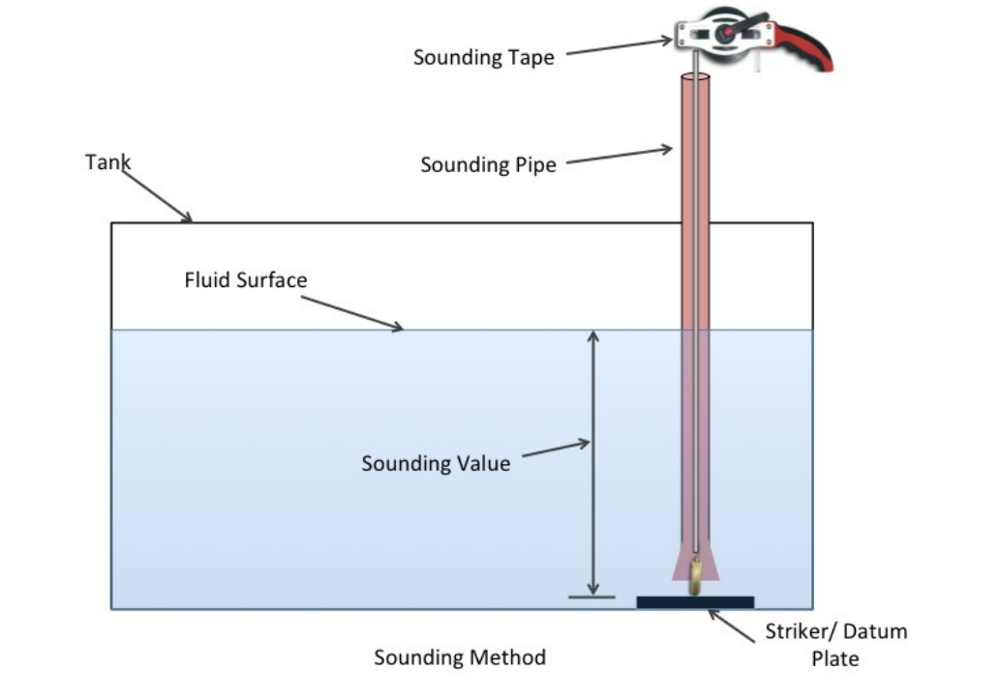 Sounding Tape
Tank
Sounding Pipe
Fluid Surface
Sounding Value
Striker/ Datum
Plate
Sounding Method